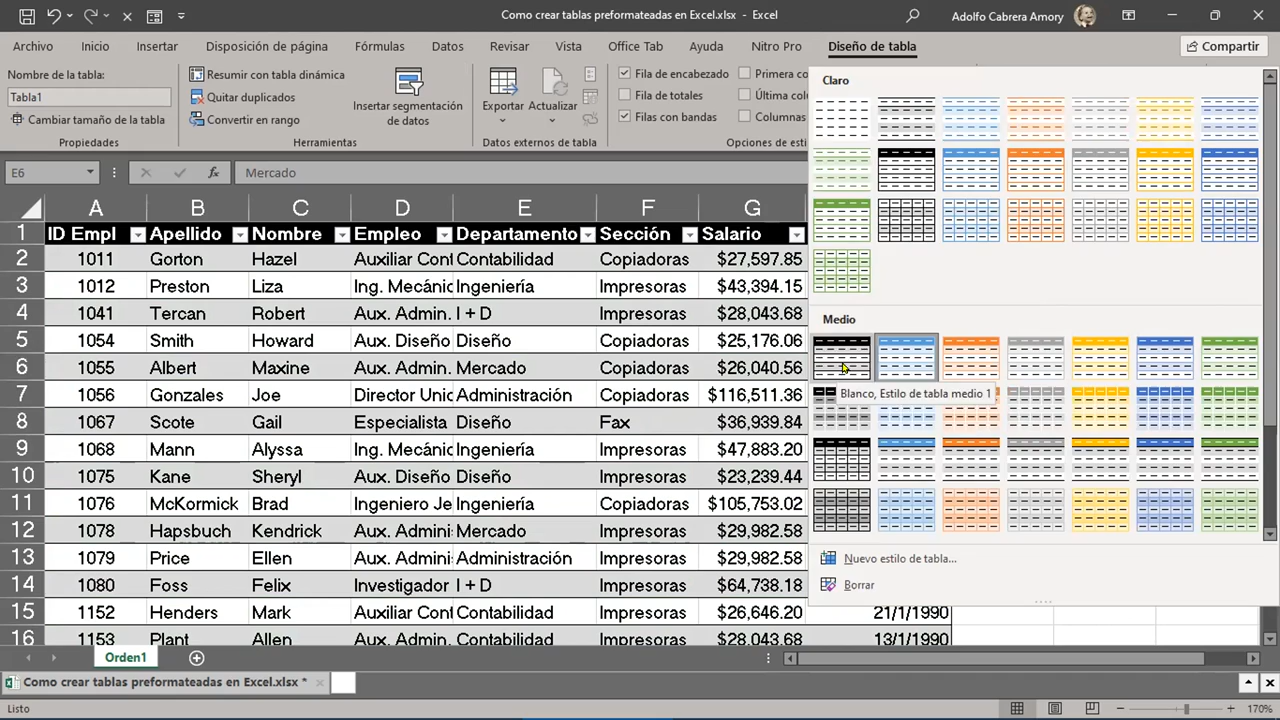 Como crear tablas preformateadas en Excel.xlsx - Excel
Adolfo Cabrera Amory
Archivo Inicio Insertar Disposición de página Fórmulas Datos Revisar Vista Office Tab Ayuda Nitro Pro Diseño de tabla Compartir
Nombre de la tabla:
Tabla1
Cambiar tamaño de la tabla
Propiedades
Resumir con tabla dinámica
Quitar duplicados
Convertir en rango
Herramientas
Insertar segmentación
de datos
Exportar Actualizar
Datos externos de tabla
Fila de encabezado
Fila de totales
Filas con bandas
Primera co
Última colu
Columnas
Opciones de esti
E6 fx Mercado
A B C D E F G
1 ID Empl Apellido Nombre Empleo Departamento Sección Salario
2 1011 Gorton Hazel Auxiliar Cont Contabilidad Copiadoras $27,597.85
3 1012 Preston Liza Ing. Mecánic Ingeniería Impresoras $43,394.15
4 1041 Tercan Robert Aux. Admin. I + D Impresoras $28,043.68
5 1054 Smith Howard Aux. Diseño Diseño Copiadoras $25,176.06
6 1055 Albert Maxine Aux. Admin. Mercado Copiadoras $26,040.56
7 1056 Gonzales Joe Director Unid Administración Copiadoras $116,511.36
8 1067 Scote Gail Especialista Diseño Fax $36,939.84
9 1068 Mann Alyssa Ing. Mecánic Ingeniería Impresoras $47,883.20
10 1075 Kane Sheryl Aux. Diseño Diseño Impresoras $23,239.44
11 1076 McKormick Brad Ingeniero Je Ingeniería Copiadoras $105,753.02
12 1078 Hapsbuch Kendrick Aux. Admini Mercado Impresoras $29,982.58
13 1079 Price Ellen Aux. Admini Administración Impresoras $29,982.58
14 1080 Foss Felix Investigador I + D Impresoras $64,738.18
15 1152 Henders Mark Auxiliar Cont Contabilidad Impresoras $26,646.20 21/1/1990
16 1153 Plant Allen Aux. Admin. Contabilidad Impresoras $28,043.68 13/1/1990
Claro
Medio
Blanco, Estilo de tabla medio 1
Nuevo estilo de tabla...
Borrar
Orden1
Como crear tablas preformateadas en Excel.xlsx *
Listo
170%